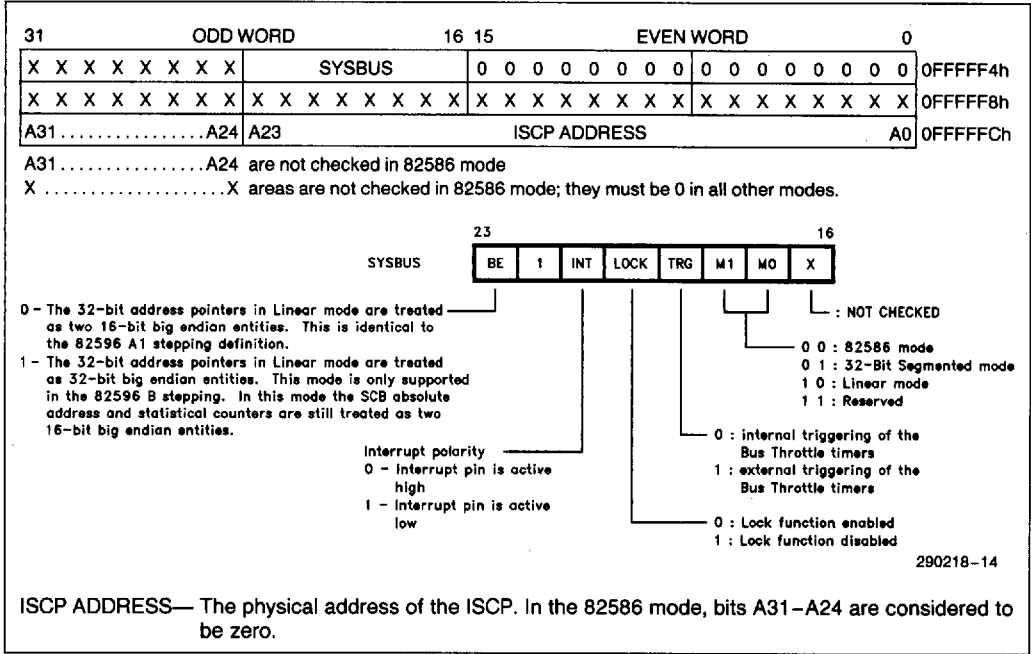 31 ODD WORD 16 15 EVEN WORD 0
X X X X X X X X SYSBUS 0 0 0 0 0 0 0 0 0 0 0 0 0 0 0 0 0FFFFF4h
X X X X X X X X X X X X X X X X X X X X X X X X X X X X X X X X 0FFFFF8h
A31................A24 A23 ISCP ADDRESS A0 0FFFFFCh
A31................A24 are not checked in 82586 mode
X....................X areas are not checked in 82586 mode; they must be 0 in all other modes.
23 16
SYSBUS BE 1 INT LOCK TRG M1 M0 X
0 – The 32-bit address pointers in Linear mode are treated
as two 16-bit big endian entities. This is identical to
the 82596 A1 stepping definition.
1 – The 32-bit address pointers in Linear mode are treated
as 32-bit big endian entities. This mode is only supported
in the 82596 B stepping. In this mode the SCB absolute
address and statistical counters are still treated as two
16-bit big endian entities.
: NOT CHECKED
0 0 : 82586 mode
0 1 : 32-Bit Segmented mode
1 0 : Linear mode
1 1 : Reserved
0 : internal triggering of the
Bus Throttle timers
1 : external triggering of the
Bus Throttle timers
Interrupt polarity
0 – Interrupt pin is active
high
1 – Interrupt pin is active
low
0 : Lock function enabled
1 : Lock function disabled
290218–14
ISCP ADDRESS— The physical address of the ISCP. In the 82586 mode, bits A31–A24 are considered to
be zero.